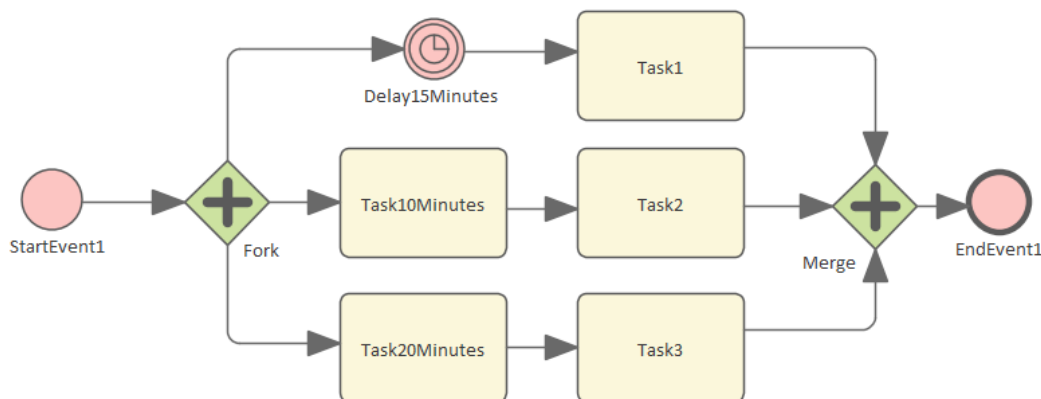 Task1
Delay15Minutes
Task10Minutes
Task2
StartEvent1
Fork
Merge
EndEvent1
Task20Minutes
Task3